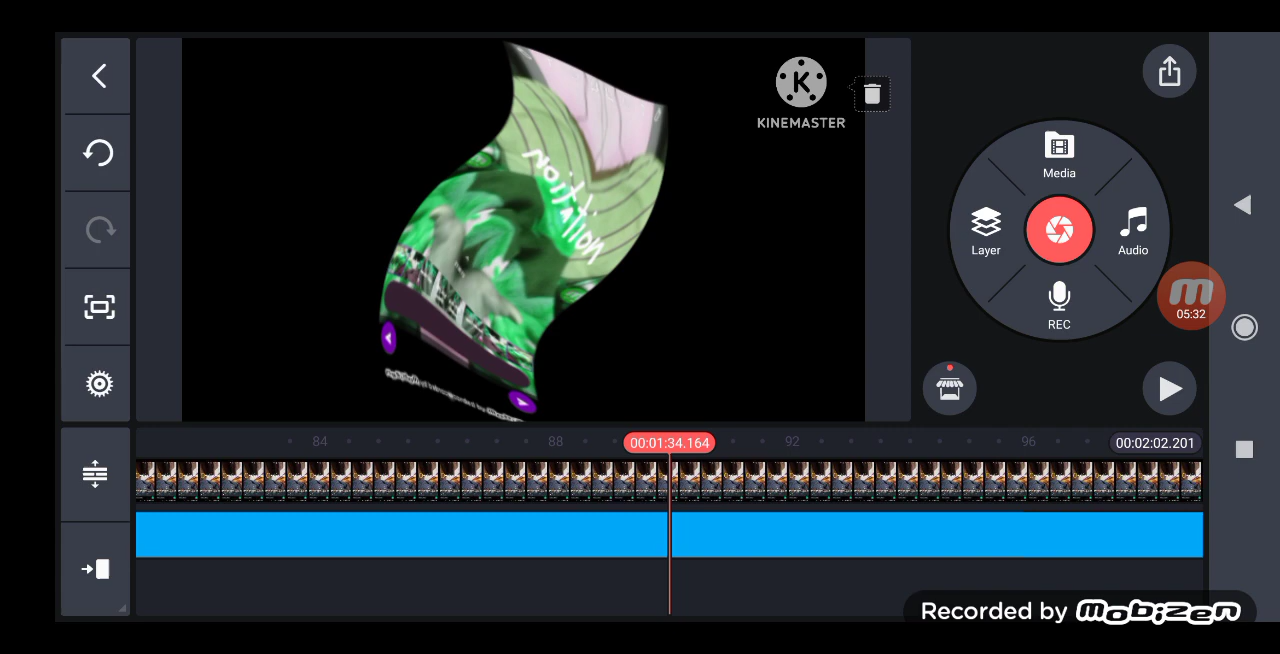 K
KINEMASTER
Media
Layer
Audio
REC
05:32
84
88
00:01:34.164
92
96
00:02:02.201
Recorded by mobizen